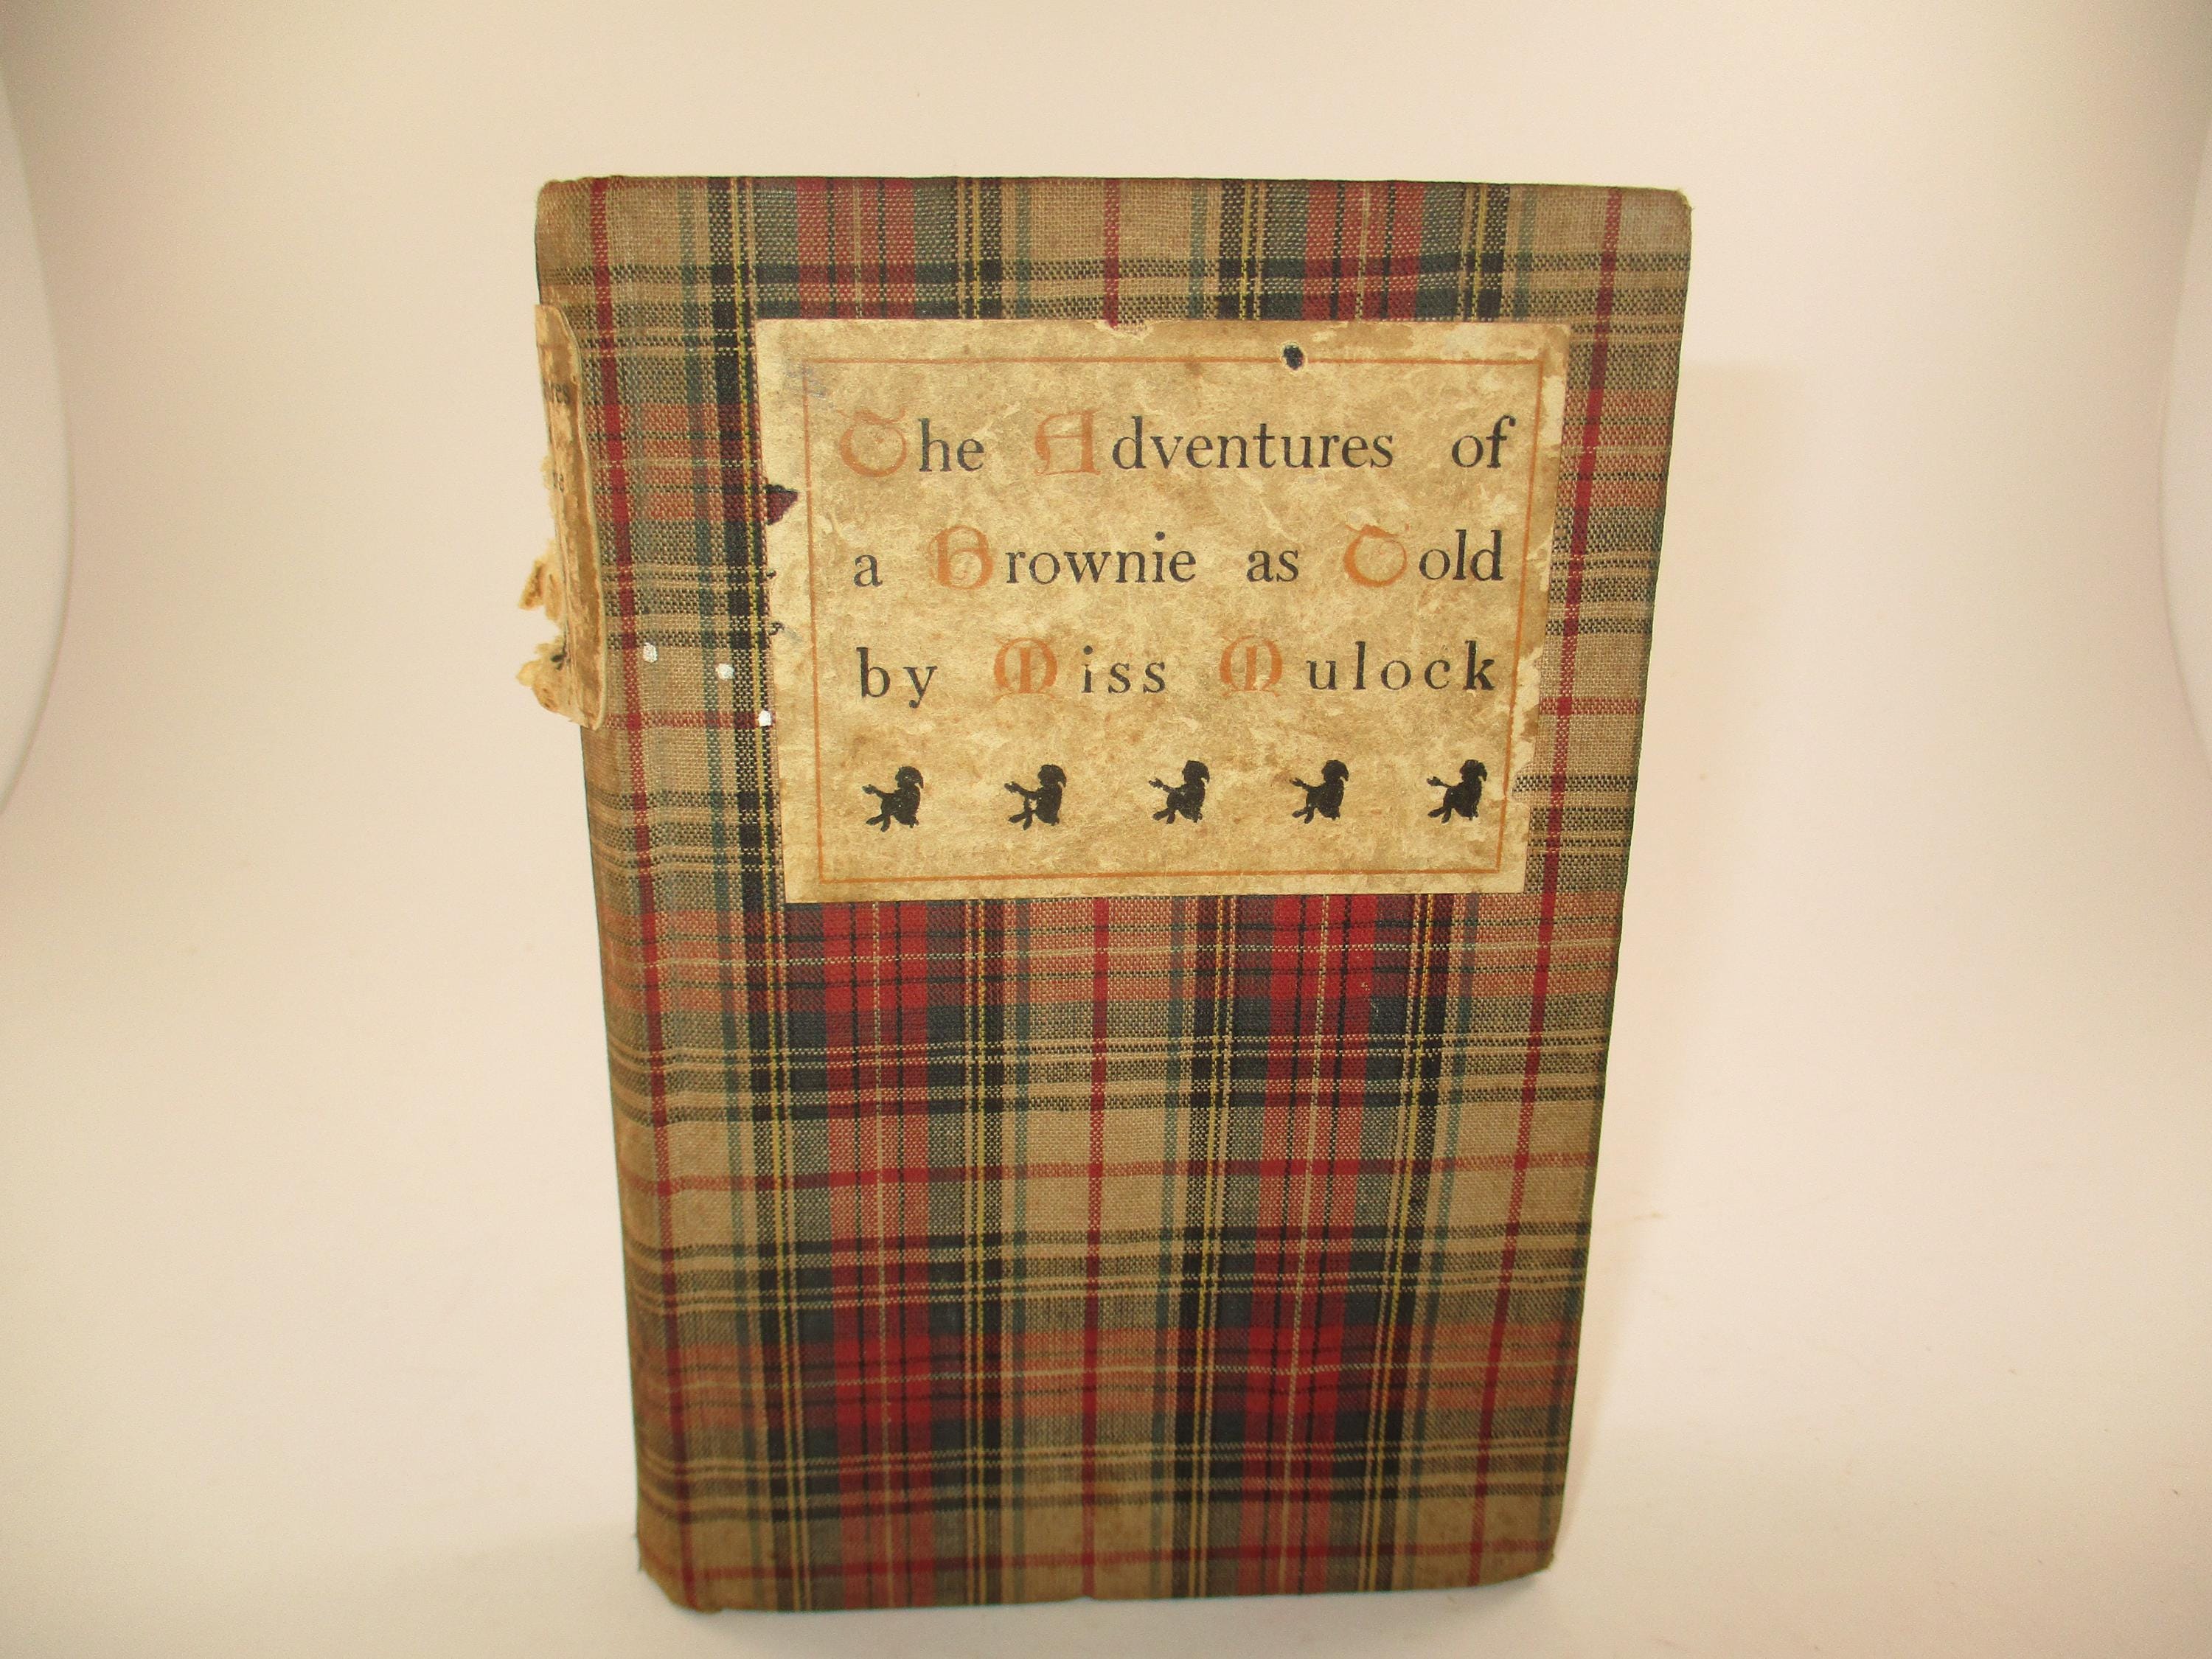 The Adventures of
a Brownie as Told
by Miss Mulock